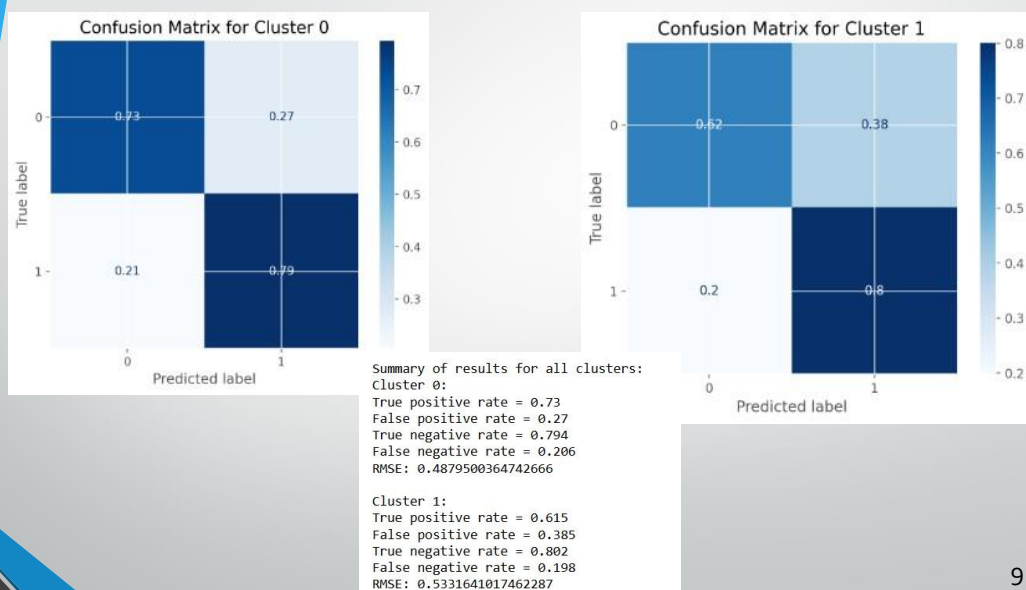 Confusion Matrix for Cluster 0
True label
0
1
0.73
0.27
0.21
0.79
0
1
Predicted label
0.7
0.6
0.5
0.4
0.3
Confusion Matrix for Cluster 1
True label
0
1
0.62
0.38
0.2
0.8
0
1
Predicted label
0.8
0.7
0.6
0.5
0.4
0.3
0.2
Summary of results for all clusters:
Cluster 0:
True positive rate = 0.73
False positive rate = 0.27
True negative rate = 0.794
False negative rate = 0.206
RMSE: 0.4879500364742666
Cluster 1:
True positive rate = 0.615
False positive rate = 0.385
True negative rate = 0.802
False negative rate = 0.198
RMSE: 0.5331641017462287
9